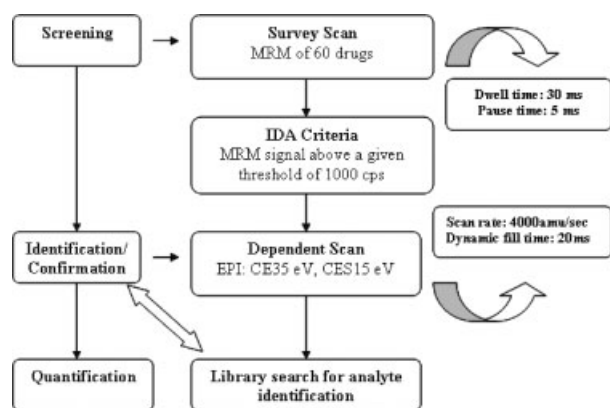 Screening
Survey Scan
MRM of 60 drugs
Dwell time: 30 ms
Pause time: 5 ms
IDA Criteria
MRM signal above a given
threshold of 1000 cps
Scan rate: 4000amu/sec
Dynamic fill time: 20ms
Identification/
Confirmation
Dependent Scan
EPI: CE35 eV, CES15 eV
Quantification
Library search for analyte
identification